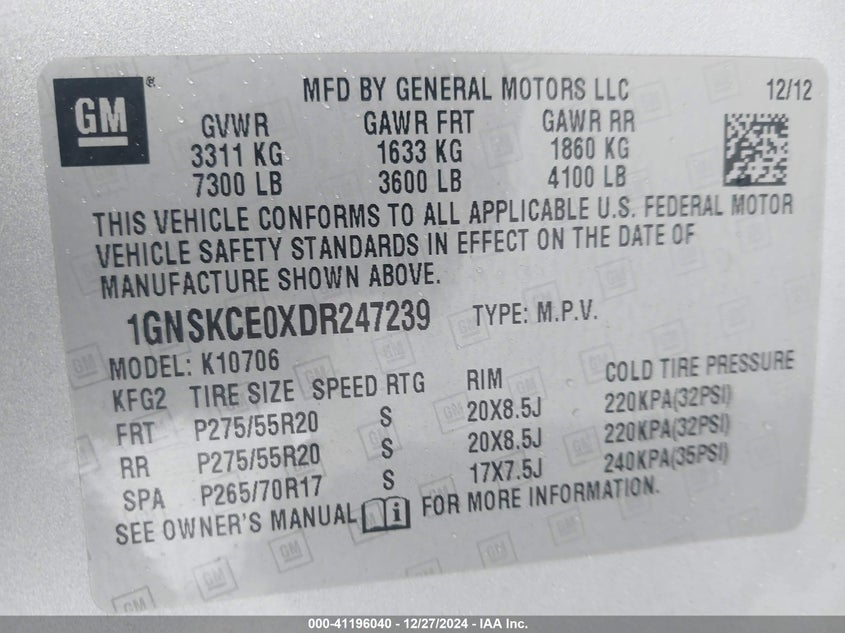 GM ®
MFD BY GENERAL MOTORS LLC 12/12
GVWR GAWR FRT GAWR RR
3311 KG 1633 KG 1860 KG
7300 LB 3600 LB 4100 LB
THIS VEHICLE CONFORMS TO ALL APPLICABLE U.S. FEDERAL MOTOR
VEHICLE SAFETY STANDARDS IN EFFECT ON THE DATE OF
MANUFACTURE SHOWN ABOVE.
1GNSKCE0XDR247239 TYPE: M.P.V.
MODEL: K10706
KFG2 TIRE SIZE SPEED RTG RIM COLD TIRE PRESSURE
FRT P275/55R20 S 20X8.5J 220KPA(32PSI)
RR P275/55R20 S 20X8.5J 220KPA(32PSI)
SPA P265/70R17 S 17X7.5J 240KPA(35PSI)
SEE OWNER'S MANUAL i FOR MORE INFORMATION.
000-41196040 - 12/27/2024 - IAA Inc.